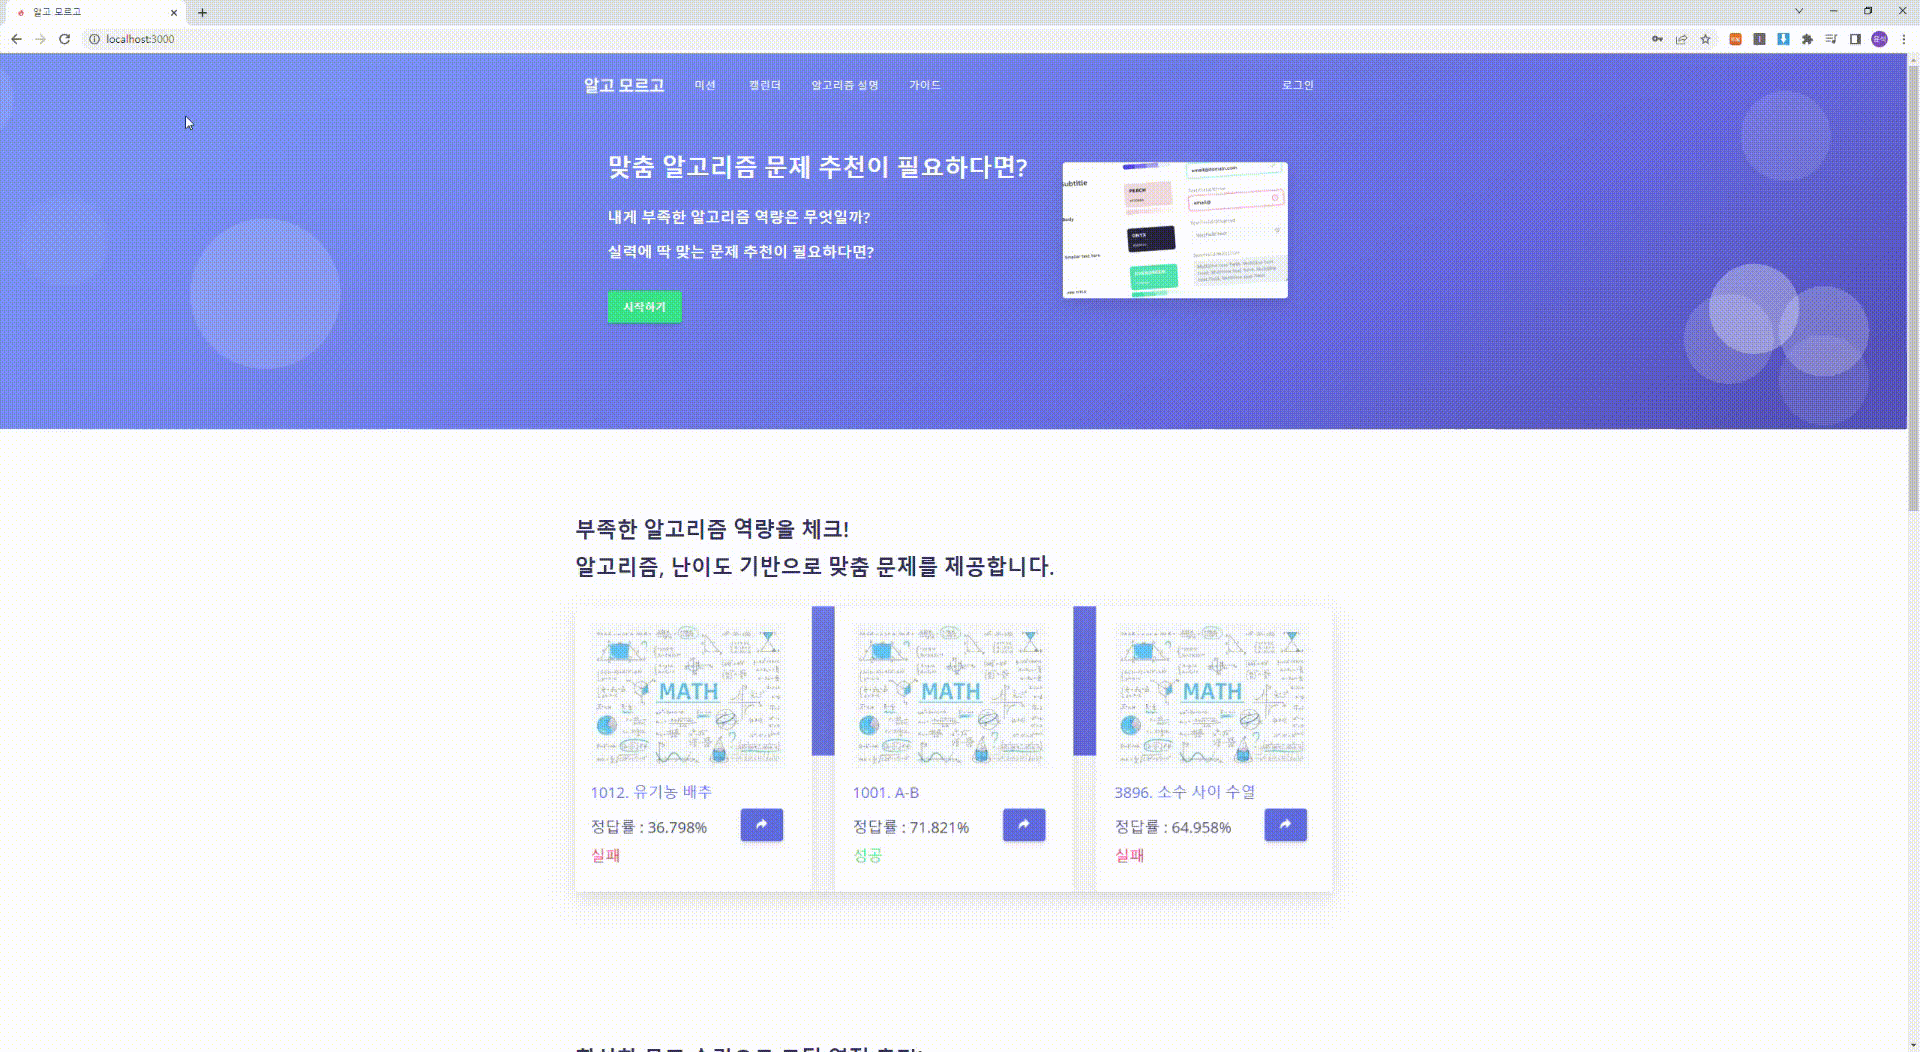 알고 모르고
localhost:3000
알고 모르고
미션
캘린더
알고리즘 설명
가이드
로그인
맞춤 알고리즘 문제 추천이 필요하다면?
내게 부족한 알고리즘 역량은 무엇일까?
실력에 딱 맞는 문제 추천이 필요하다면?
시작하기
subtitle
PEACH
Body
ONYX
Smaller text here
부족한 알고리즘 역량을 체크!
알고리즘, 난이도 기반으로 맞춤 문제를 제공합니다.
MATH
1012. 유기농 배추
정답률 : 36.798%
실패
MATH
1001. A-B
정답률 : 71.821%
성공
MATH
3896. 소수 사이 수열
정답률 : 64.958%
실패